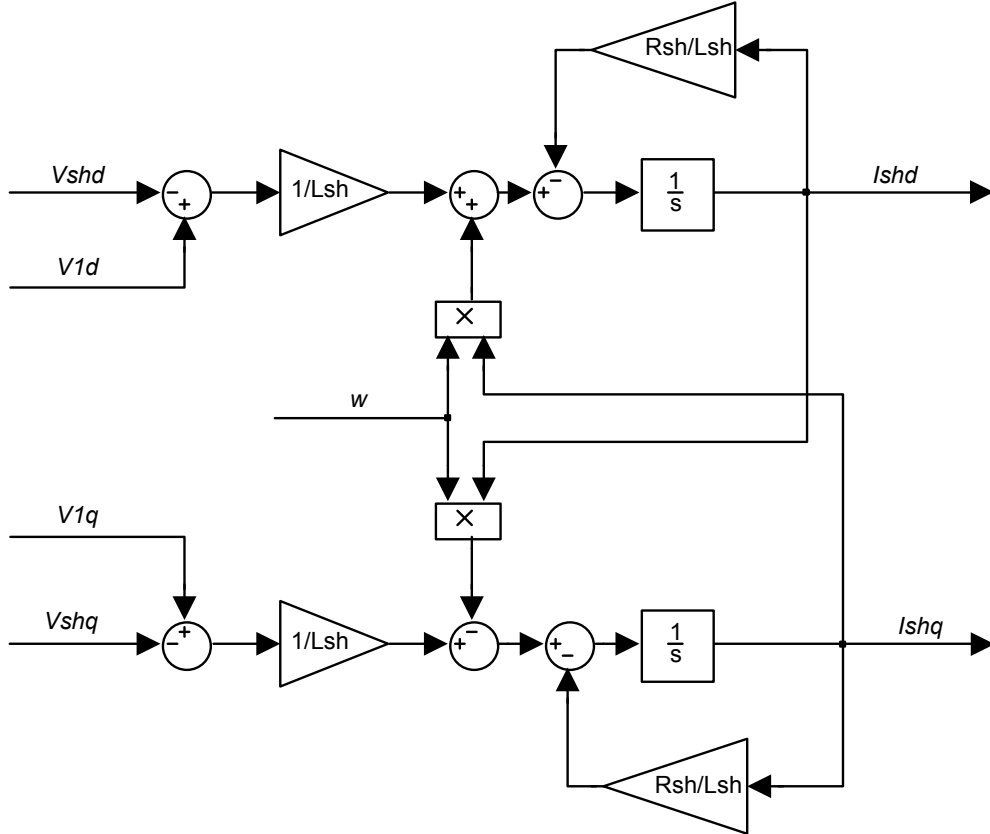 Rsh/Lsh
Vshd
−
+
1/Lsh
+
+
+
−
1
s
Ishd
V1d
×
w
×
V1q
Vshq
−
+
1/Lsh
+
−
+
−
1
s
Ishq
Rsh/Lsh